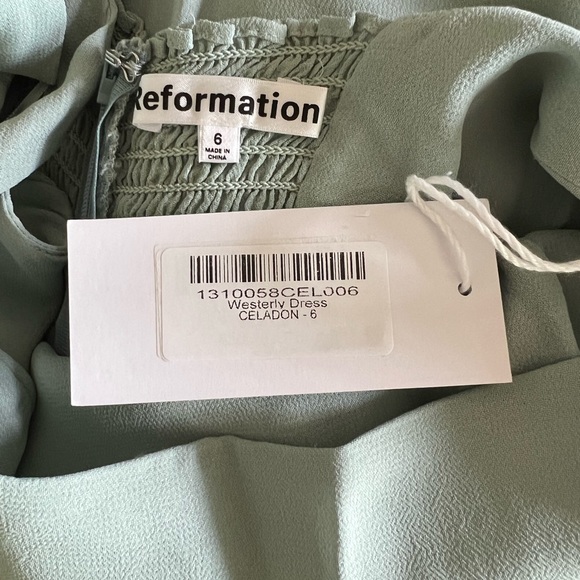 Reformation
6
MADE IN
CHINA
1310058CEL006
Westerly Dress
CELADON - 6